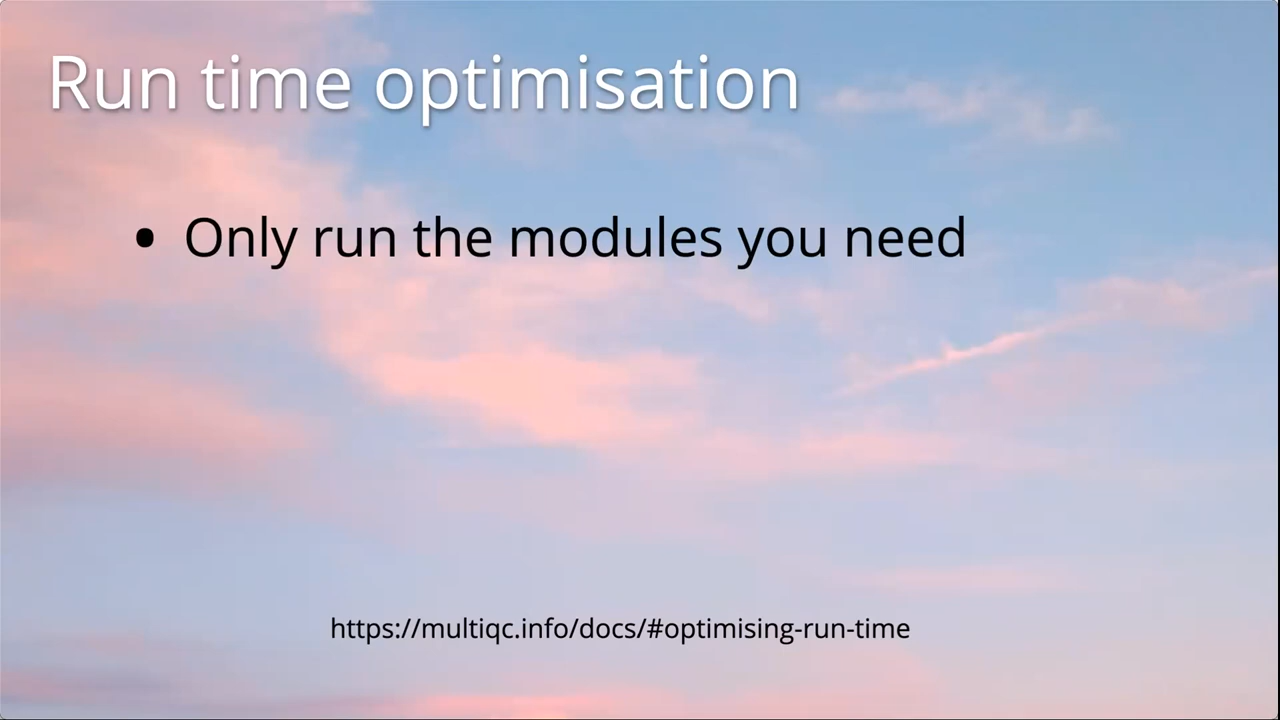 Run time optimisation
• Only run the modules you need
https://multiqc.info/docs/#optimising-run-time